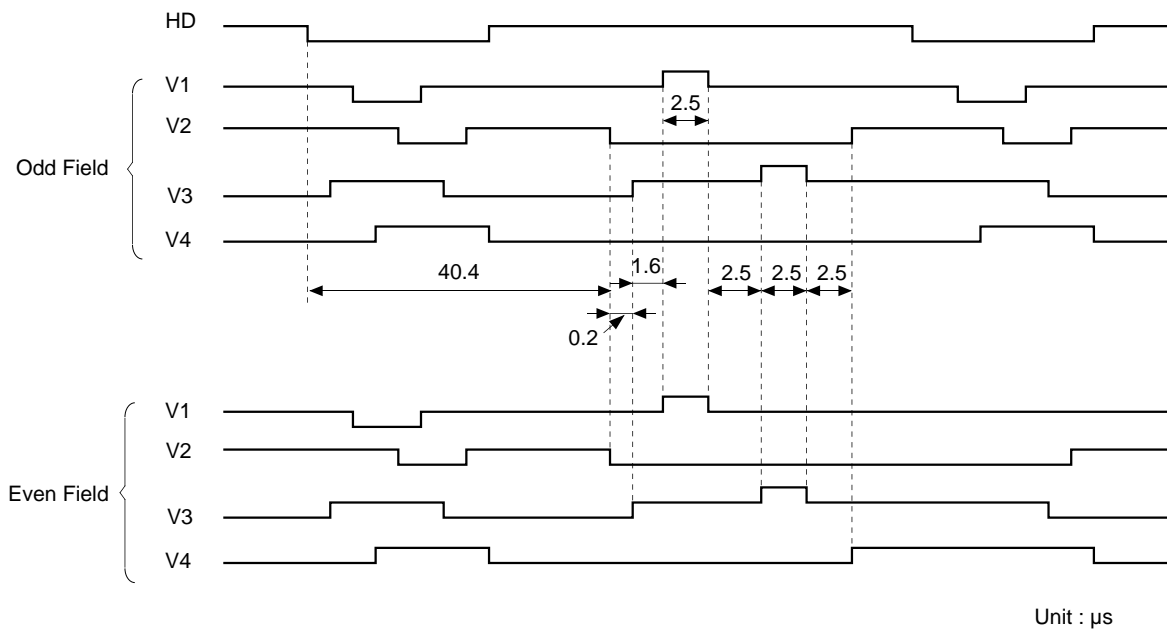 HD
V1
2.5
V2
Odd Field
V3
V4
40.4
1.6
2.5
2.5
2.5
0.2
V1
V2
Even Field
V3
V4
Unit : µs